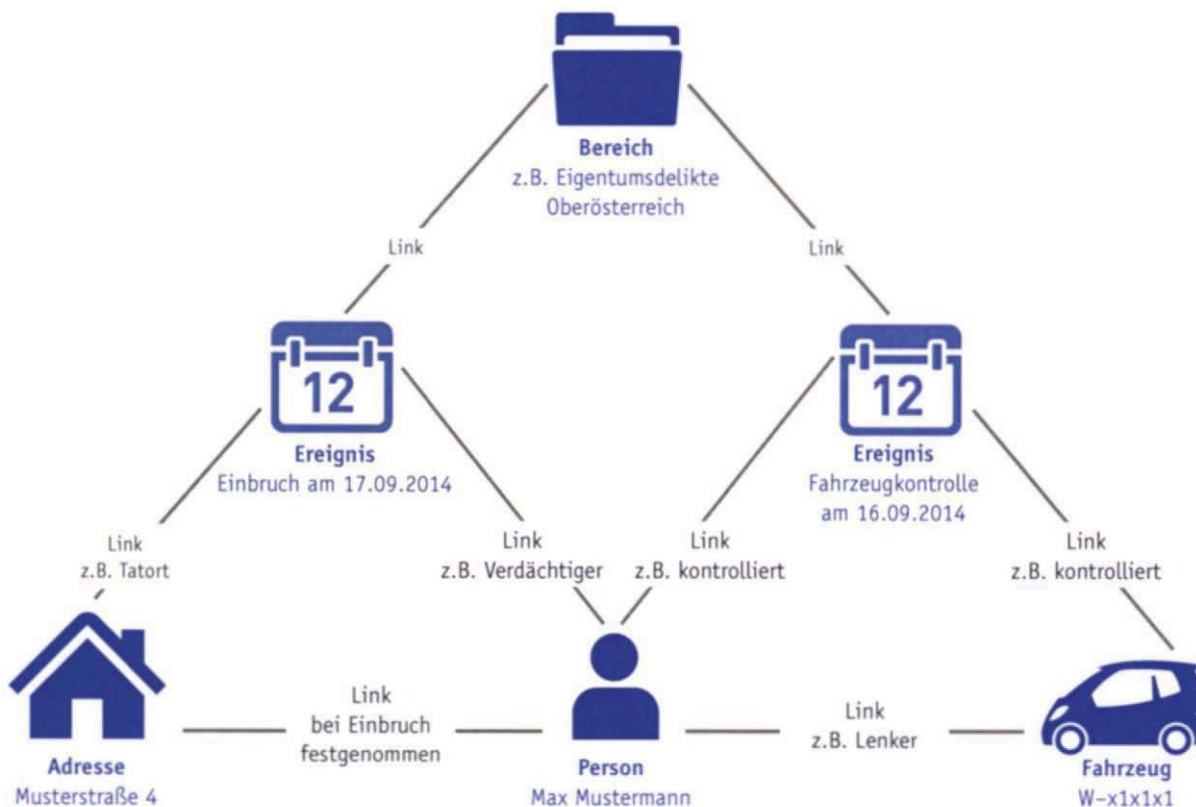 Bereich
z.B. Eigentumsdelikte
Oberösterreich
Link
Link
12
12
Ereignis
Einbruch am 17.09.2014
Ereignis
Fahrzeugkontrolle
am 16.09.2014
Link
z.B. Tatort
Link
z.B. Verdächtiger
Link
z.B. kontrolliert
Link
z.B. kontrolliert
Link
bei Einbruch
festgenommen
Link
z.B. Lenker
Adresse
Musterstraße 4
Person
Max Mustermann
Fahrzeug
W-x1x1x1